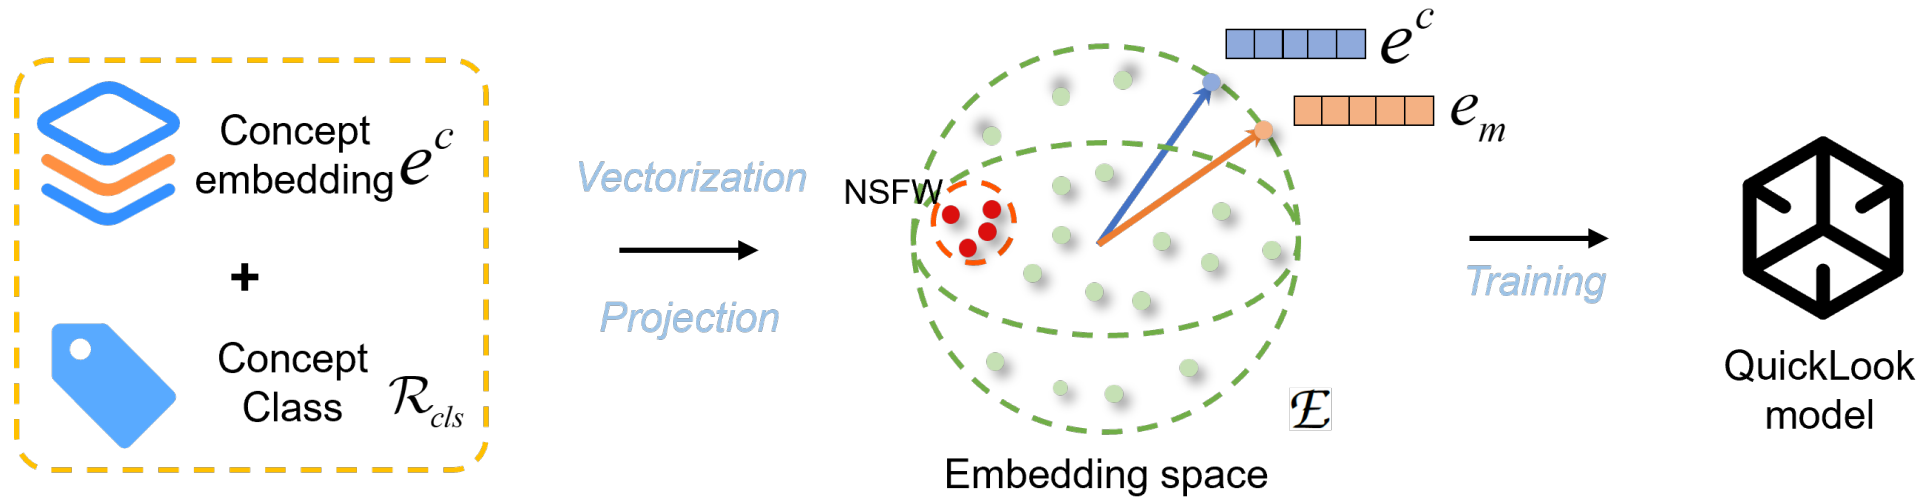 Concept
embedding e^c
+
Concept
Class ℛ_cls
Vectorization
Projection
NSFW
e^c
e_m
ℰ
Embedding space
Training
QuickLook
model